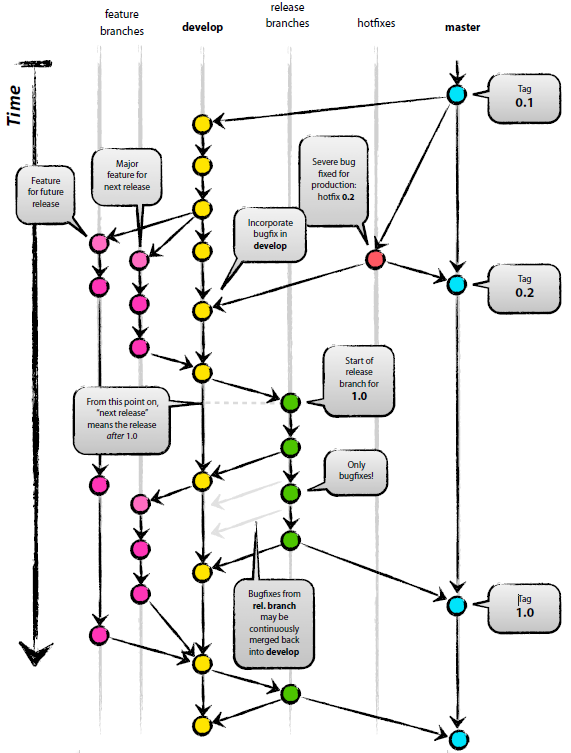 feature
branches
develop
release
branches
hotfixes
master
Time
Tag
0.1
Major
feature for
next release
Severe bug
fixed for
production:
hotfix 0.2
Feature
for future
release
Incorporate
bugfix in
develop
Tag
0.2
Start of
release
branch for
1.0
From this point on,
“next release”
means the release
after 1.0
Only
bugfixes!
Bugfixes from
rel. branch
may be
continuously
merged back
into develop
Tag
1.0